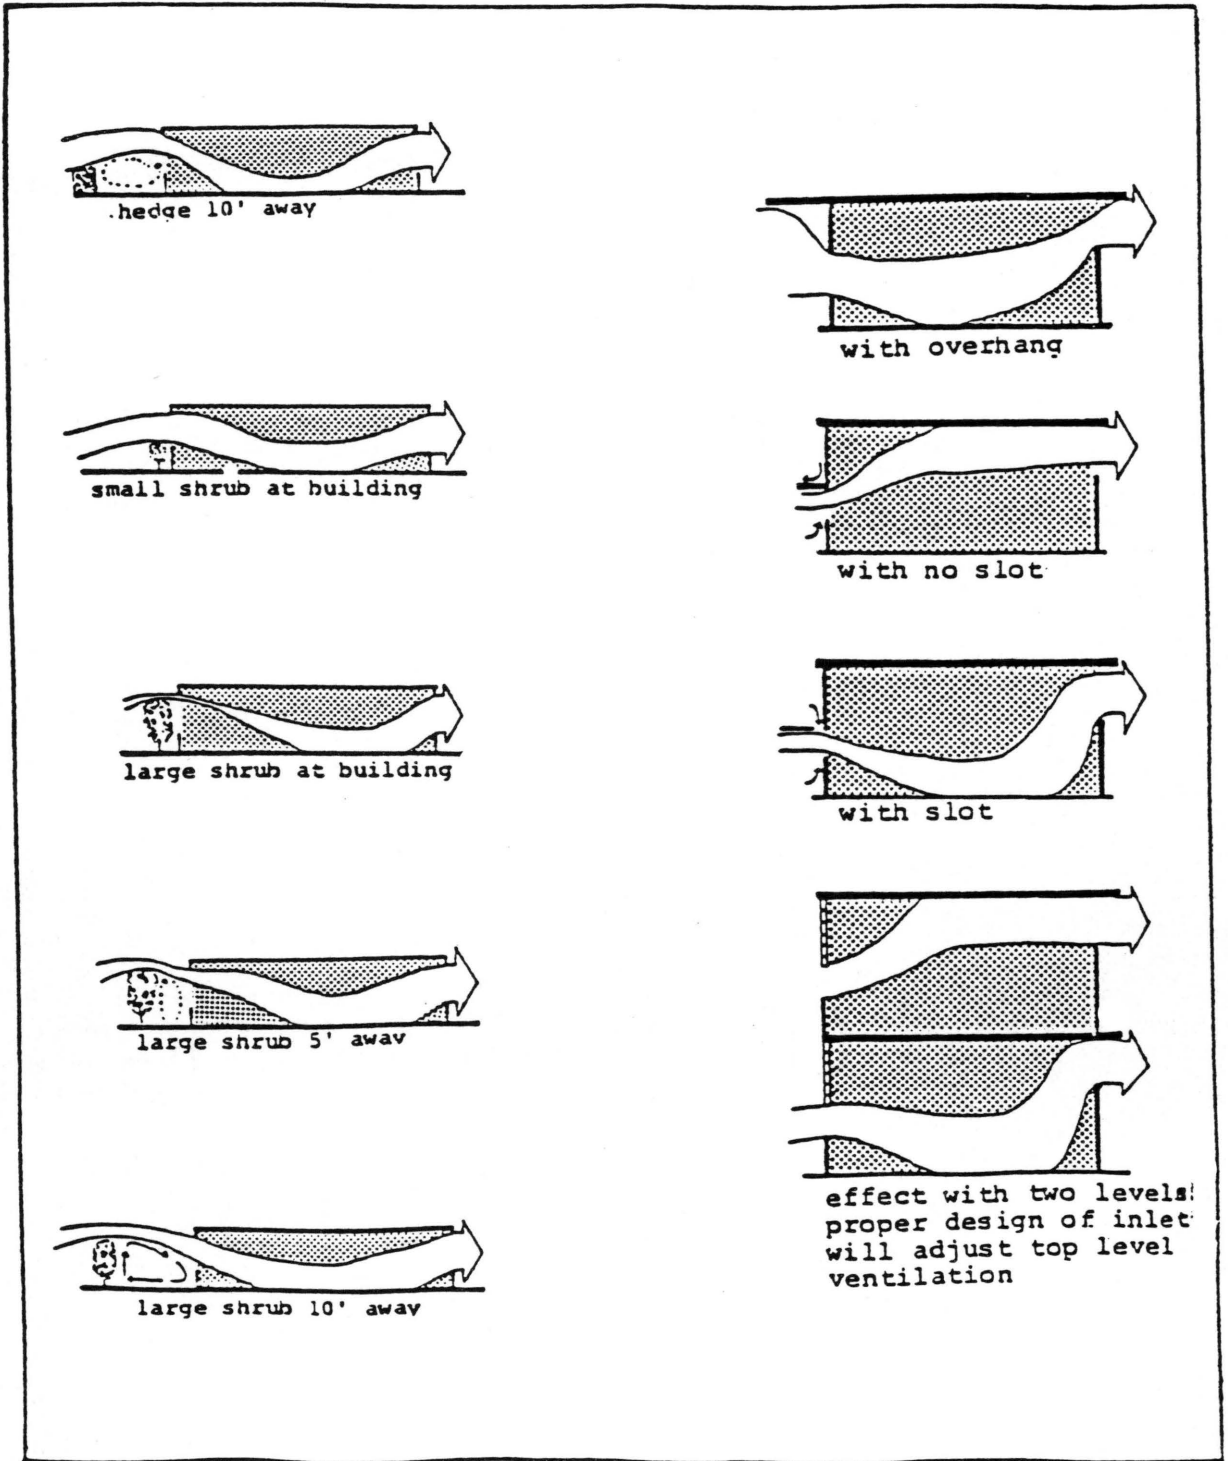 .hedge 10' away
small shrub at building
large shrub at building
large shrub 5' away
large shrub 10' away
with overhang
with no slot
with slot
effect with two levels
proper design of inlet
will adjust top level
ventilation